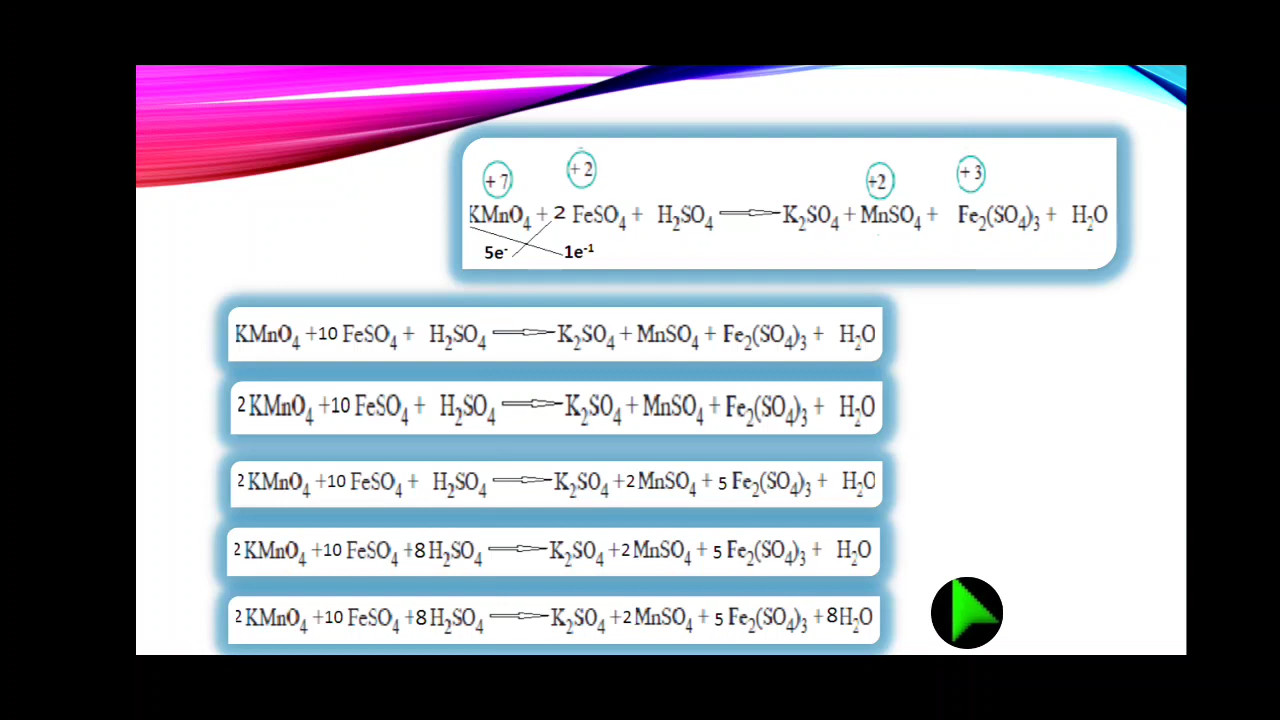 +7 +2 +2 +3
KMnO₄ + 2 FeSO₄ + H₂SO₄ ⟶ K₂SO₄ + MnSO₄ + Fe₂(SO₄)₃ + H₂O
5e⁻ 1e⁻¹
KMnO₄ +10 FeSO₄ + H₂SO₄ ⟶ K₂SO₄ + MnSO₄ + Fe₂(SO₄)₃ + H₂O
2 KMnO₄ +10 FeSO₄ + H₂SO₄ ⟶ K₂SO₄ + MnSO₄ + Fe₂(SO₄)₃ + H₂O
2 KMnO₄ +10 FeSO₄ + H₂SO₄ ⟶ K₂SO₄ +2 MnSO₄ + 5 Fe₂(SO₄)₃ + H₂O
2 KMnO₄ +10 FeSO₄ +8 H₂SO₄ ⟶ K₂SO₄ +2 MnSO₄ + 5 Fe₂(SO₄)₃ + H₂O
2 KMnO₄ +10 FeSO₄ +8 H₂SO₄ ⟶ K₂SO₄ +2 MnSO₄ + 5 Fe₂(SO₄)₃ +8H₂O